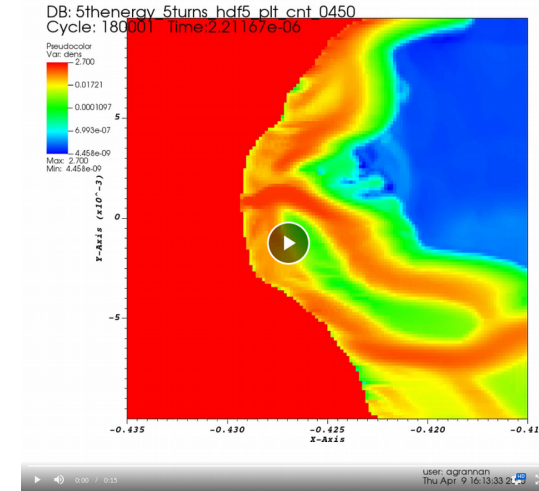 DB: 5thenergy_5turns_hdf5_plt_cnt_0450
Cycle: 180001 Time:2.21167e-06
Pseudocolor
Var: dens
2.700
0.01721
0.0001097
6.993e-07
4.458e-09
Max: 2.700
Min: 4.458e-09
Y-Axis (x10^-3)
5
0
-5
-0.435
-0.430
-0.425
-0.420
-0.41
X-Axis
user: agrannan
Thu Apr 9 16:13:33
0:00 / 0:15
HD